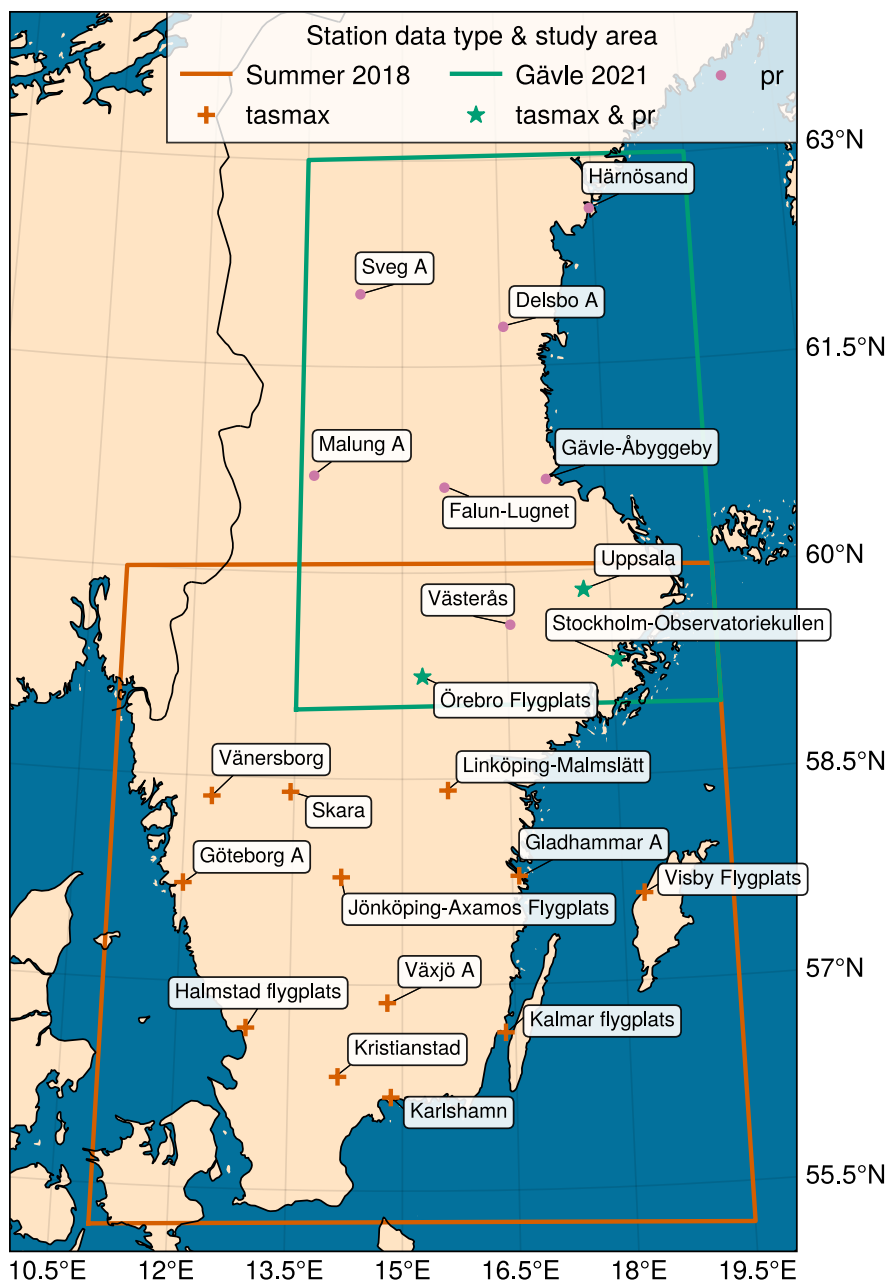 Station data type & study area
Summer 2018
Gävle 2021
pr
tasmax
tasmax & pr
63°N
Härnösand
Sveg A
Delsbo A
61.5°N
Malung A
Gävle-Åbyggeby
Falun-Lugnet
60°N
Uppsala
Västerås
Stockholm-Observatoriekullen
Örebro Flygplats
58.5°N
Vänersborg
Linköping-Malmslätt
Skara
Gladhammar A
Göteborg A
Visby Flygplats
Jönköping-Axamos Flygplats
57°N
Växjö A
Halmstad flygplats
Kalmar flygplats
Kristianstad
Karlshamn
55.5°N
10.5°E 12°E 13.5°E 15°E 16.5°E 18°E 19.5°E